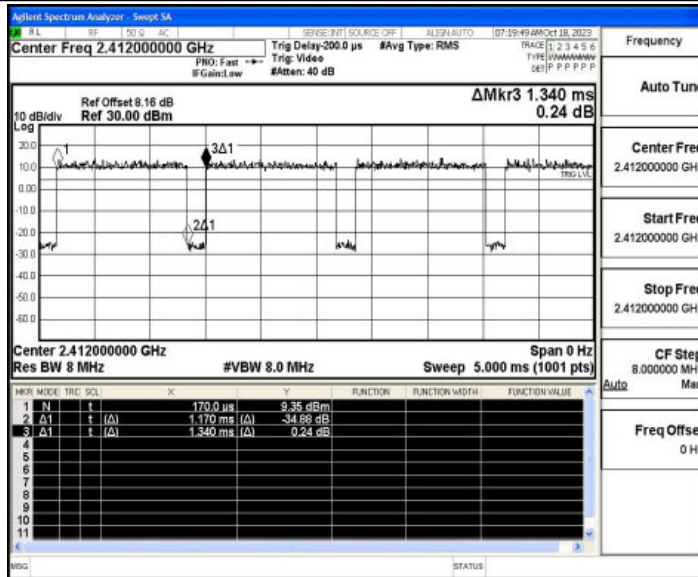 Agilent Spectrum Analyzer - Swept SA
RL RF 50 Ω AC SENSE:INT SOURCE OFF ALIGN AUTO 07:19:49 AM Oct 18, 2023
Center Freq 2.412000000 GHz
Trig Delay-200.0 µs #Avg Type: RMS
TRACE 1 2 3 4 5 6
PNO: Fast Trig: Video
TYPE
IFGain:Low #Atten: 40 dB
DET P P P P P P
Frequency
Auto Tune
ΔMkr3 1.340 ms
0.24 dB
Ref Offset 8.16 dB
10 dB/div Ref 30.00 dBm
Log
20.0
10.0
0.00
-10.0
-20.0
-30.0
-40.0
-50.0
-60.0
1
3Δ1
2Δ1
TRIG LVL
Center Freq
2.412000000 GH
Start Freq
2.412000000 GH
Stop Freq
2.412000000 GH
CF Step
8.000000 MH
Auto Man
Freq Offse
0 H
Center 2.412000000 GHz Span 0 Hz
Res BW 8 MHz #VBW 8.0 MHz Sweep 5.000 ms (1001 pts)
MKR MODE TRC SCL X Y FUNCTION FUNCTION WIDTH FUNCTION VALUE
1 N t 170.0 µs 9.35 dBm
2 Δ1 t (Δ) 1.170 ms (Δ) -34.88 dB
3 Δ1 t (Δ) 1.340 ms (Δ) 0.24 dB
4
5
6
7
8
9
10
11
MSG STATUS